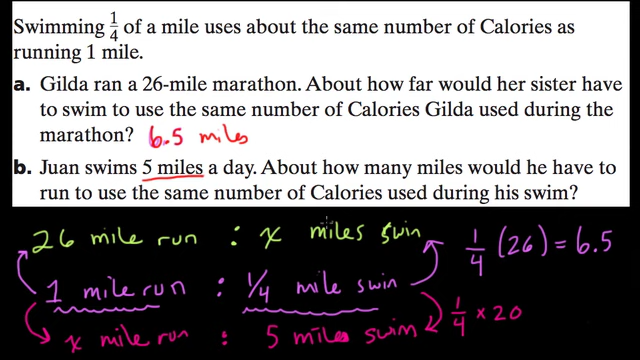 Swimming 1/4 of a mile uses about the same number of Calories as
running 1 mile.
a. Gilda ran a 26-mile marathon. About how far would her sister have
to swim to use the same number of Calories Gilda used during the
marathon? 6.5 miles
b. Juan swims 5 miles a day. About how many miles would he have to
run to use the same number of Calories used during his swim?
26 mile run : x miles swim 1/4 (26) = 6.5
1 mile run : 1/4 mile swim
x mile run : 5 miles swim 1/4 × 20